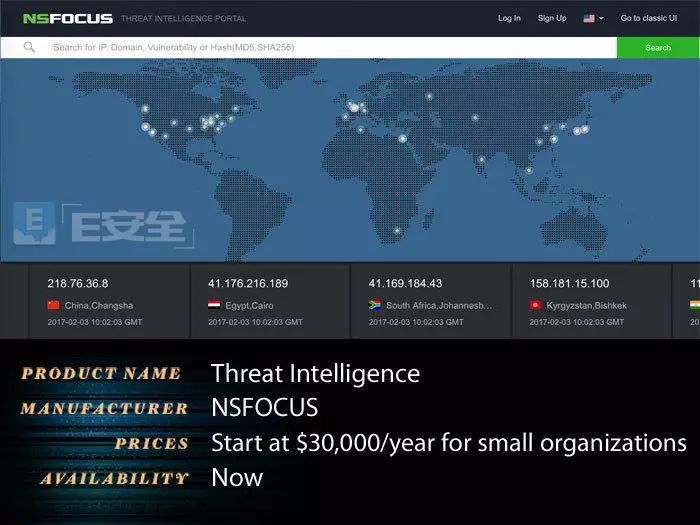 NSFOCUS THREAT INTELLIGENCE PORTAL Log In Sign Up Go to classic UI
Search for IP, Domain, Vulnerability or Hash(MD5,SHA256) Search
E E安全
218.76.36.8 41.176.216.189 41.169.184.43 158.181.15.100 11
China,Changsha Egypt,Cairo South Africa,Johannesb... Kyrgyzstan,Bishkek
2017-02-03 10:02:03 GMT 2017-02-03 10:02:03 GMT 2017-02-03 10:02:03 GMT 2017-02-03 10:02:03 GMT 20
PRODUCT NAME Threat Intelligence
MANUFACTURER NSFOCUS
PRICES Start at $30,000/year for small organizations
AVAILABILITY Now